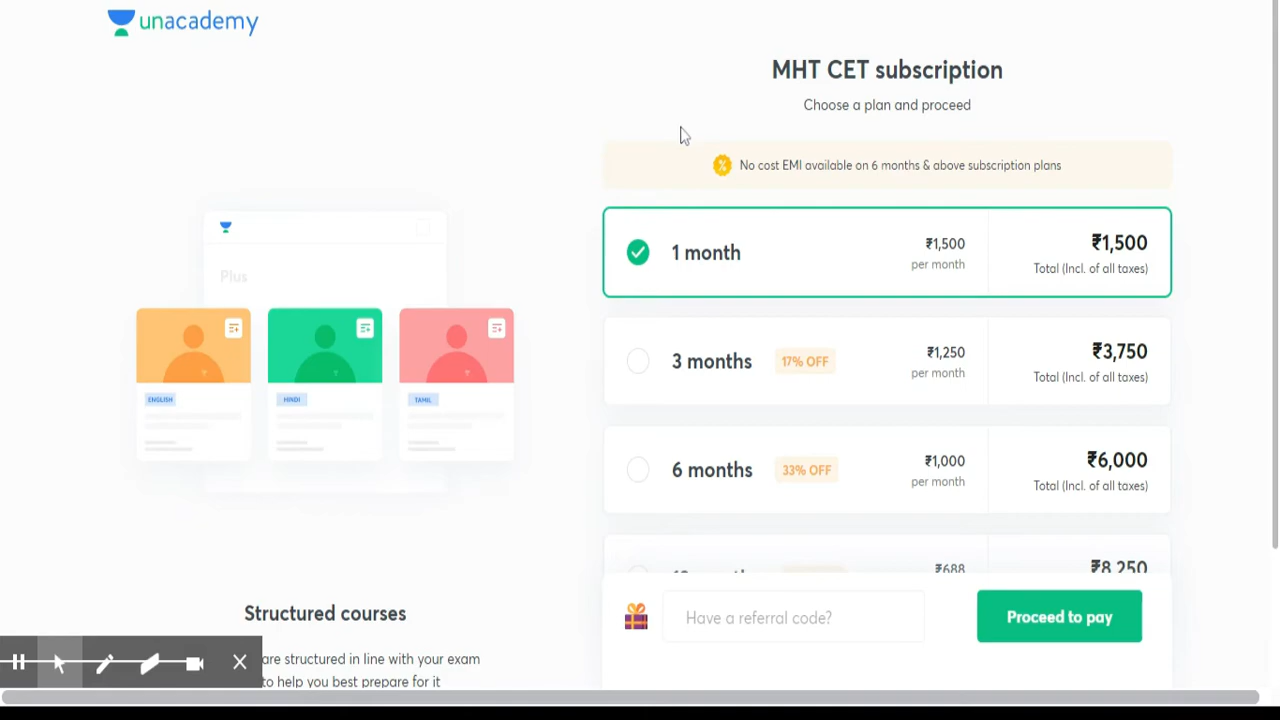 unacademy
MHT CET subscription
Choose a plan and proceed
No cost EMI available on 6 months & above subscription plans
1 month
₹1,500
per month
₹1,500
Total (Incl. of all taxes)
3 months
17% OFF
₹1,250
per month
₹3,750
Total (Incl. of all taxes)
6 months
33% OFF
₹1,000
per month
₹6,000
Total (Incl. of all taxes)
₹688
₹8,250
Have a referral code?
Proceed to pay
Plus
ENGLISH
HINDI
TAMIL
Structured courses
are structured in line with your exam
to help you best prepare for it